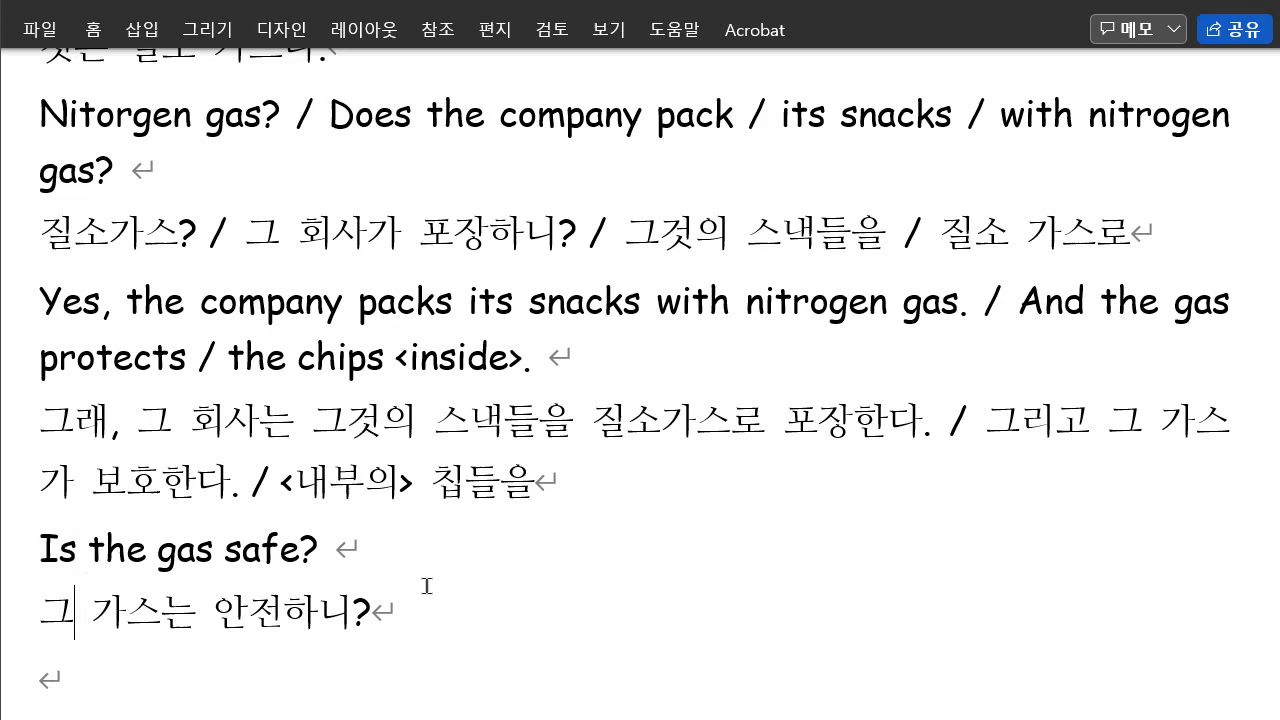 파일 홈 삽입 그리기 디자인 레이아웃 참조 편지 검토 보기 도움말 Acrobat 메모 공유
것은 질소 가스다.
Nitorgen gas? / Does the company pack / its snacks / with nitrogen
gas?
질소가스? / 그 회사가 포장하니? / 그것의 스낵들을 / 질소 가스로
Yes, the company packs its snacks with nitrogen gas. / And the gas
protects / the chips <inside>.
그래, 그 회사는 그것의 스낵들을 질소가스로 포장한다. / 그리고 그 가스
가 보호한다. / <내부의> 칩들을
Is the gas safe?
그 가스는 안전하니?